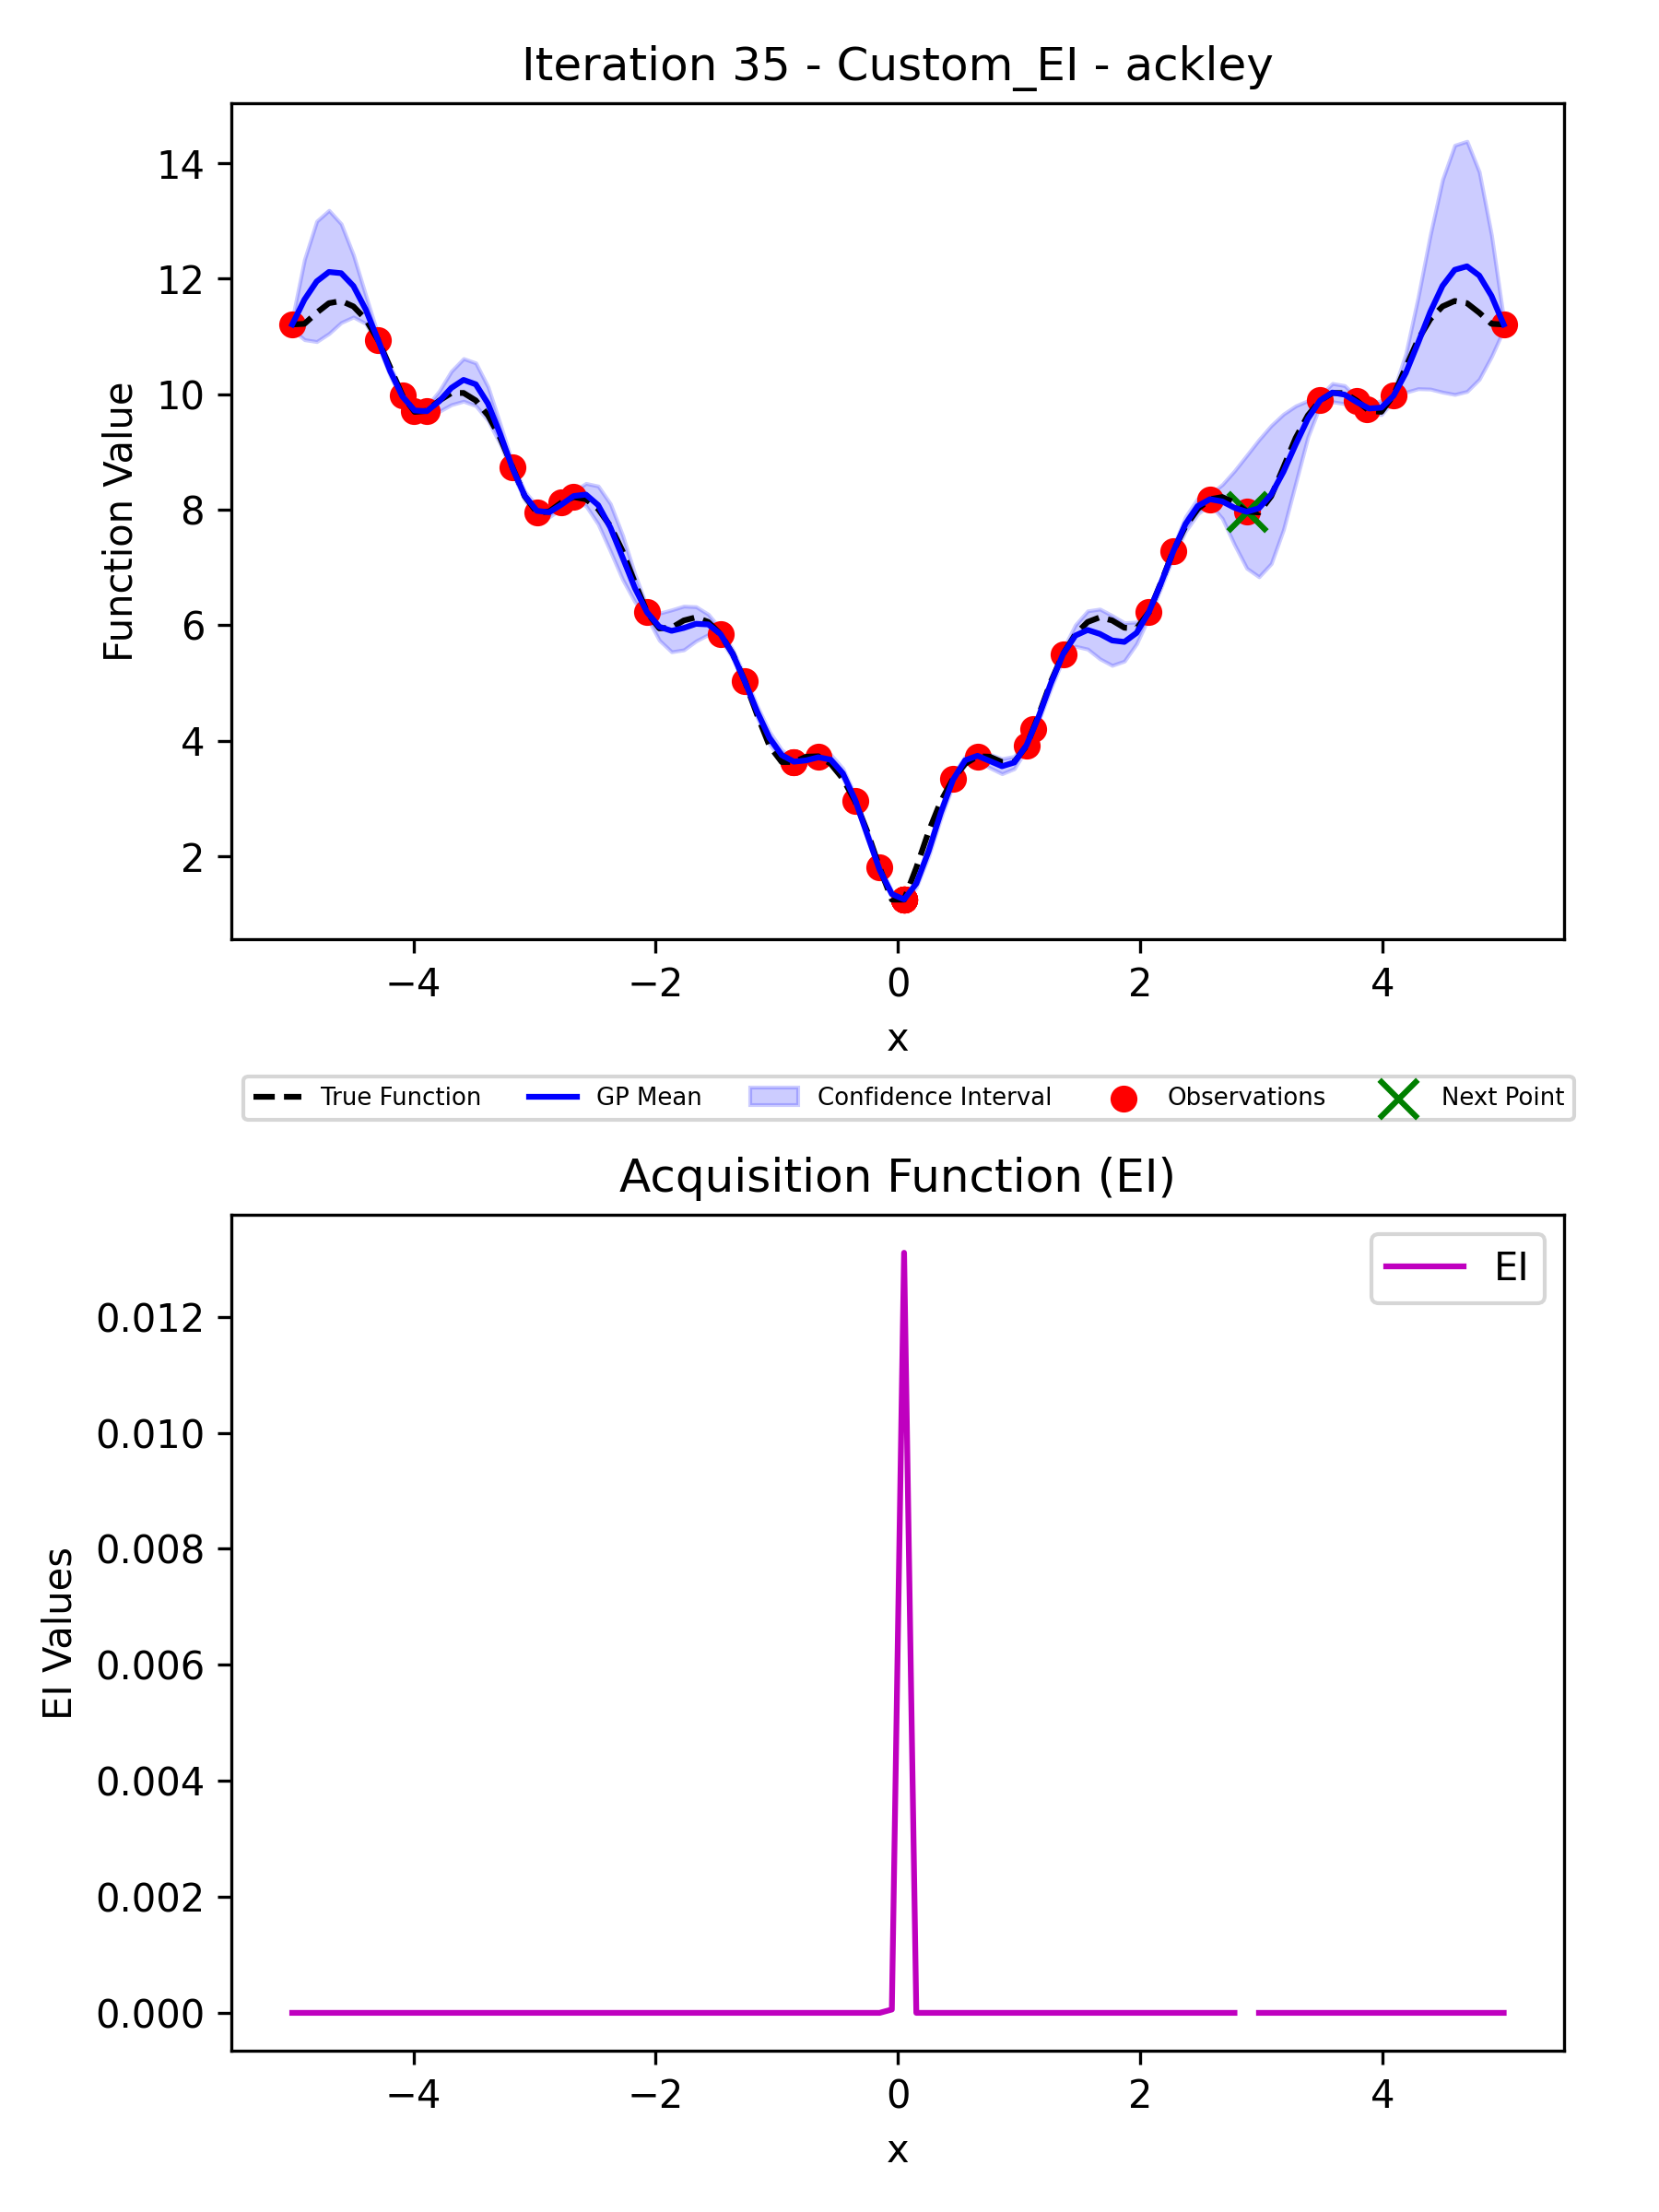 Iteration 35 - Custom_EI - ackley
Function Value
14
12
10
8
6
4
2
−4 −2 0 2 4
x
True Function GP Mean Confidence Interval Observations Next Point
Acquisition Function (EI)
EI
EI Values
0.012
0.010
0.008
0.006
0.004
0.002
0.000
−4 −2 0 2 4
x